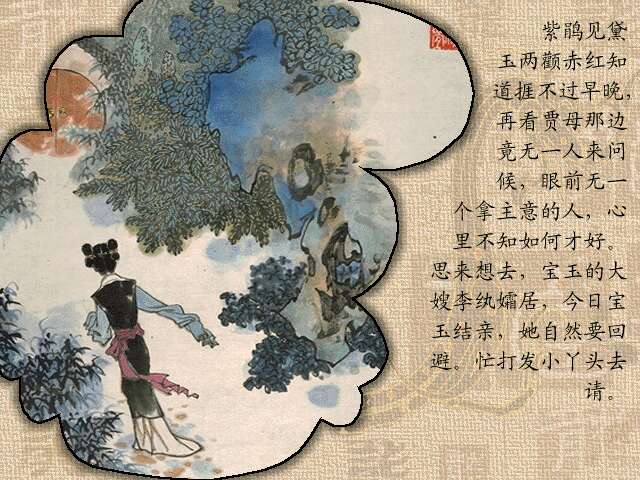 紫鹃见黛
玉两颧赤红知
道捱不过早晚,
再看贾母那边
竟无一人来问
候，眼前无一
个拿主意的人，心
里不知如何才好。
思来想去，宝玉的大
嫂李纨孀居，今日宝
玉结亲，她自然要回
避。忙打发小丫头去
请。